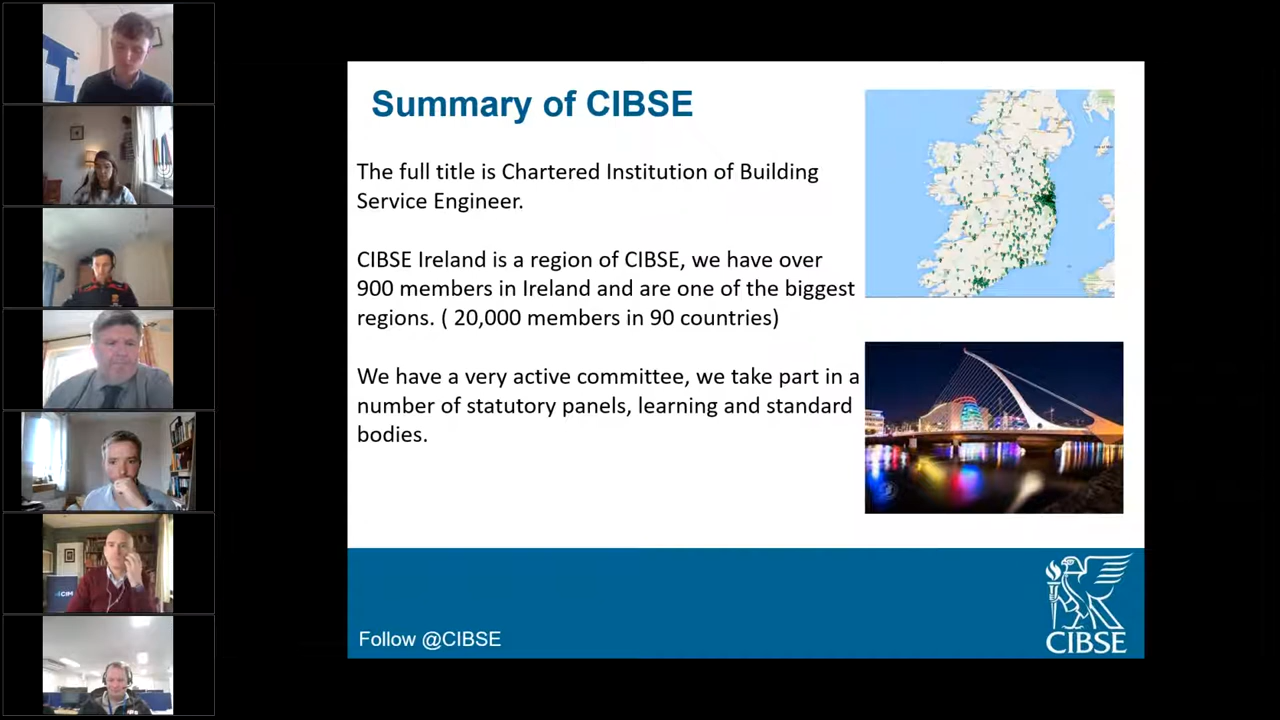 Summary of CIBSE
The full title is Chartered Institution of Building
Service Engineer.
CIBSE Ireland is a region of CIBSE, we have over
900 members in Ireland and are one of the biggest
regions. ( 20,000 members in 90 countries)
We have a very active committee, we take part in a
number of statutory panels, learning and standard
bodies.
Follow @CIBSE
CIBSE
CIM